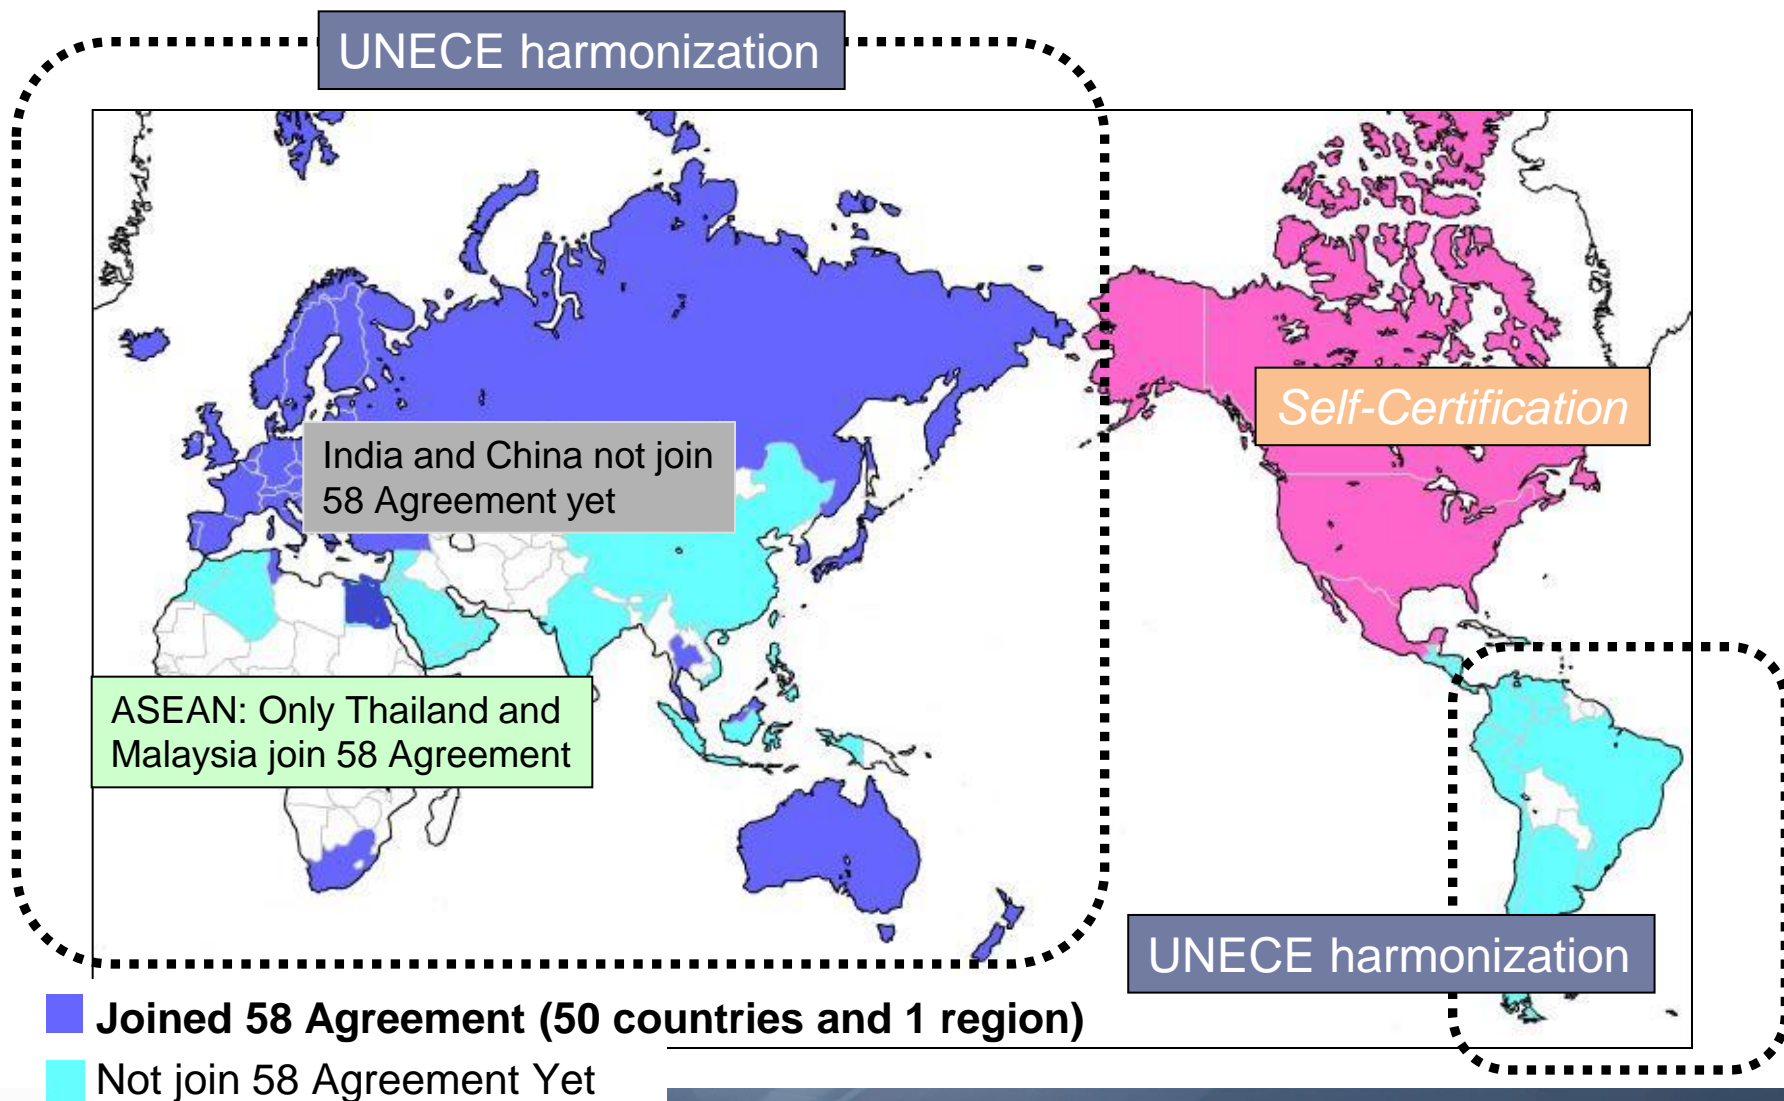 UNECE harmonization
Self-Certification
India and China not join
58 Agreement yet
ASEAN: Only Thailand and
Malaysia join 58 Agreement
UNECE harmonization
Joined 58 Agreement (50 countries and 1 region)
Not join 58 Agreement Yet